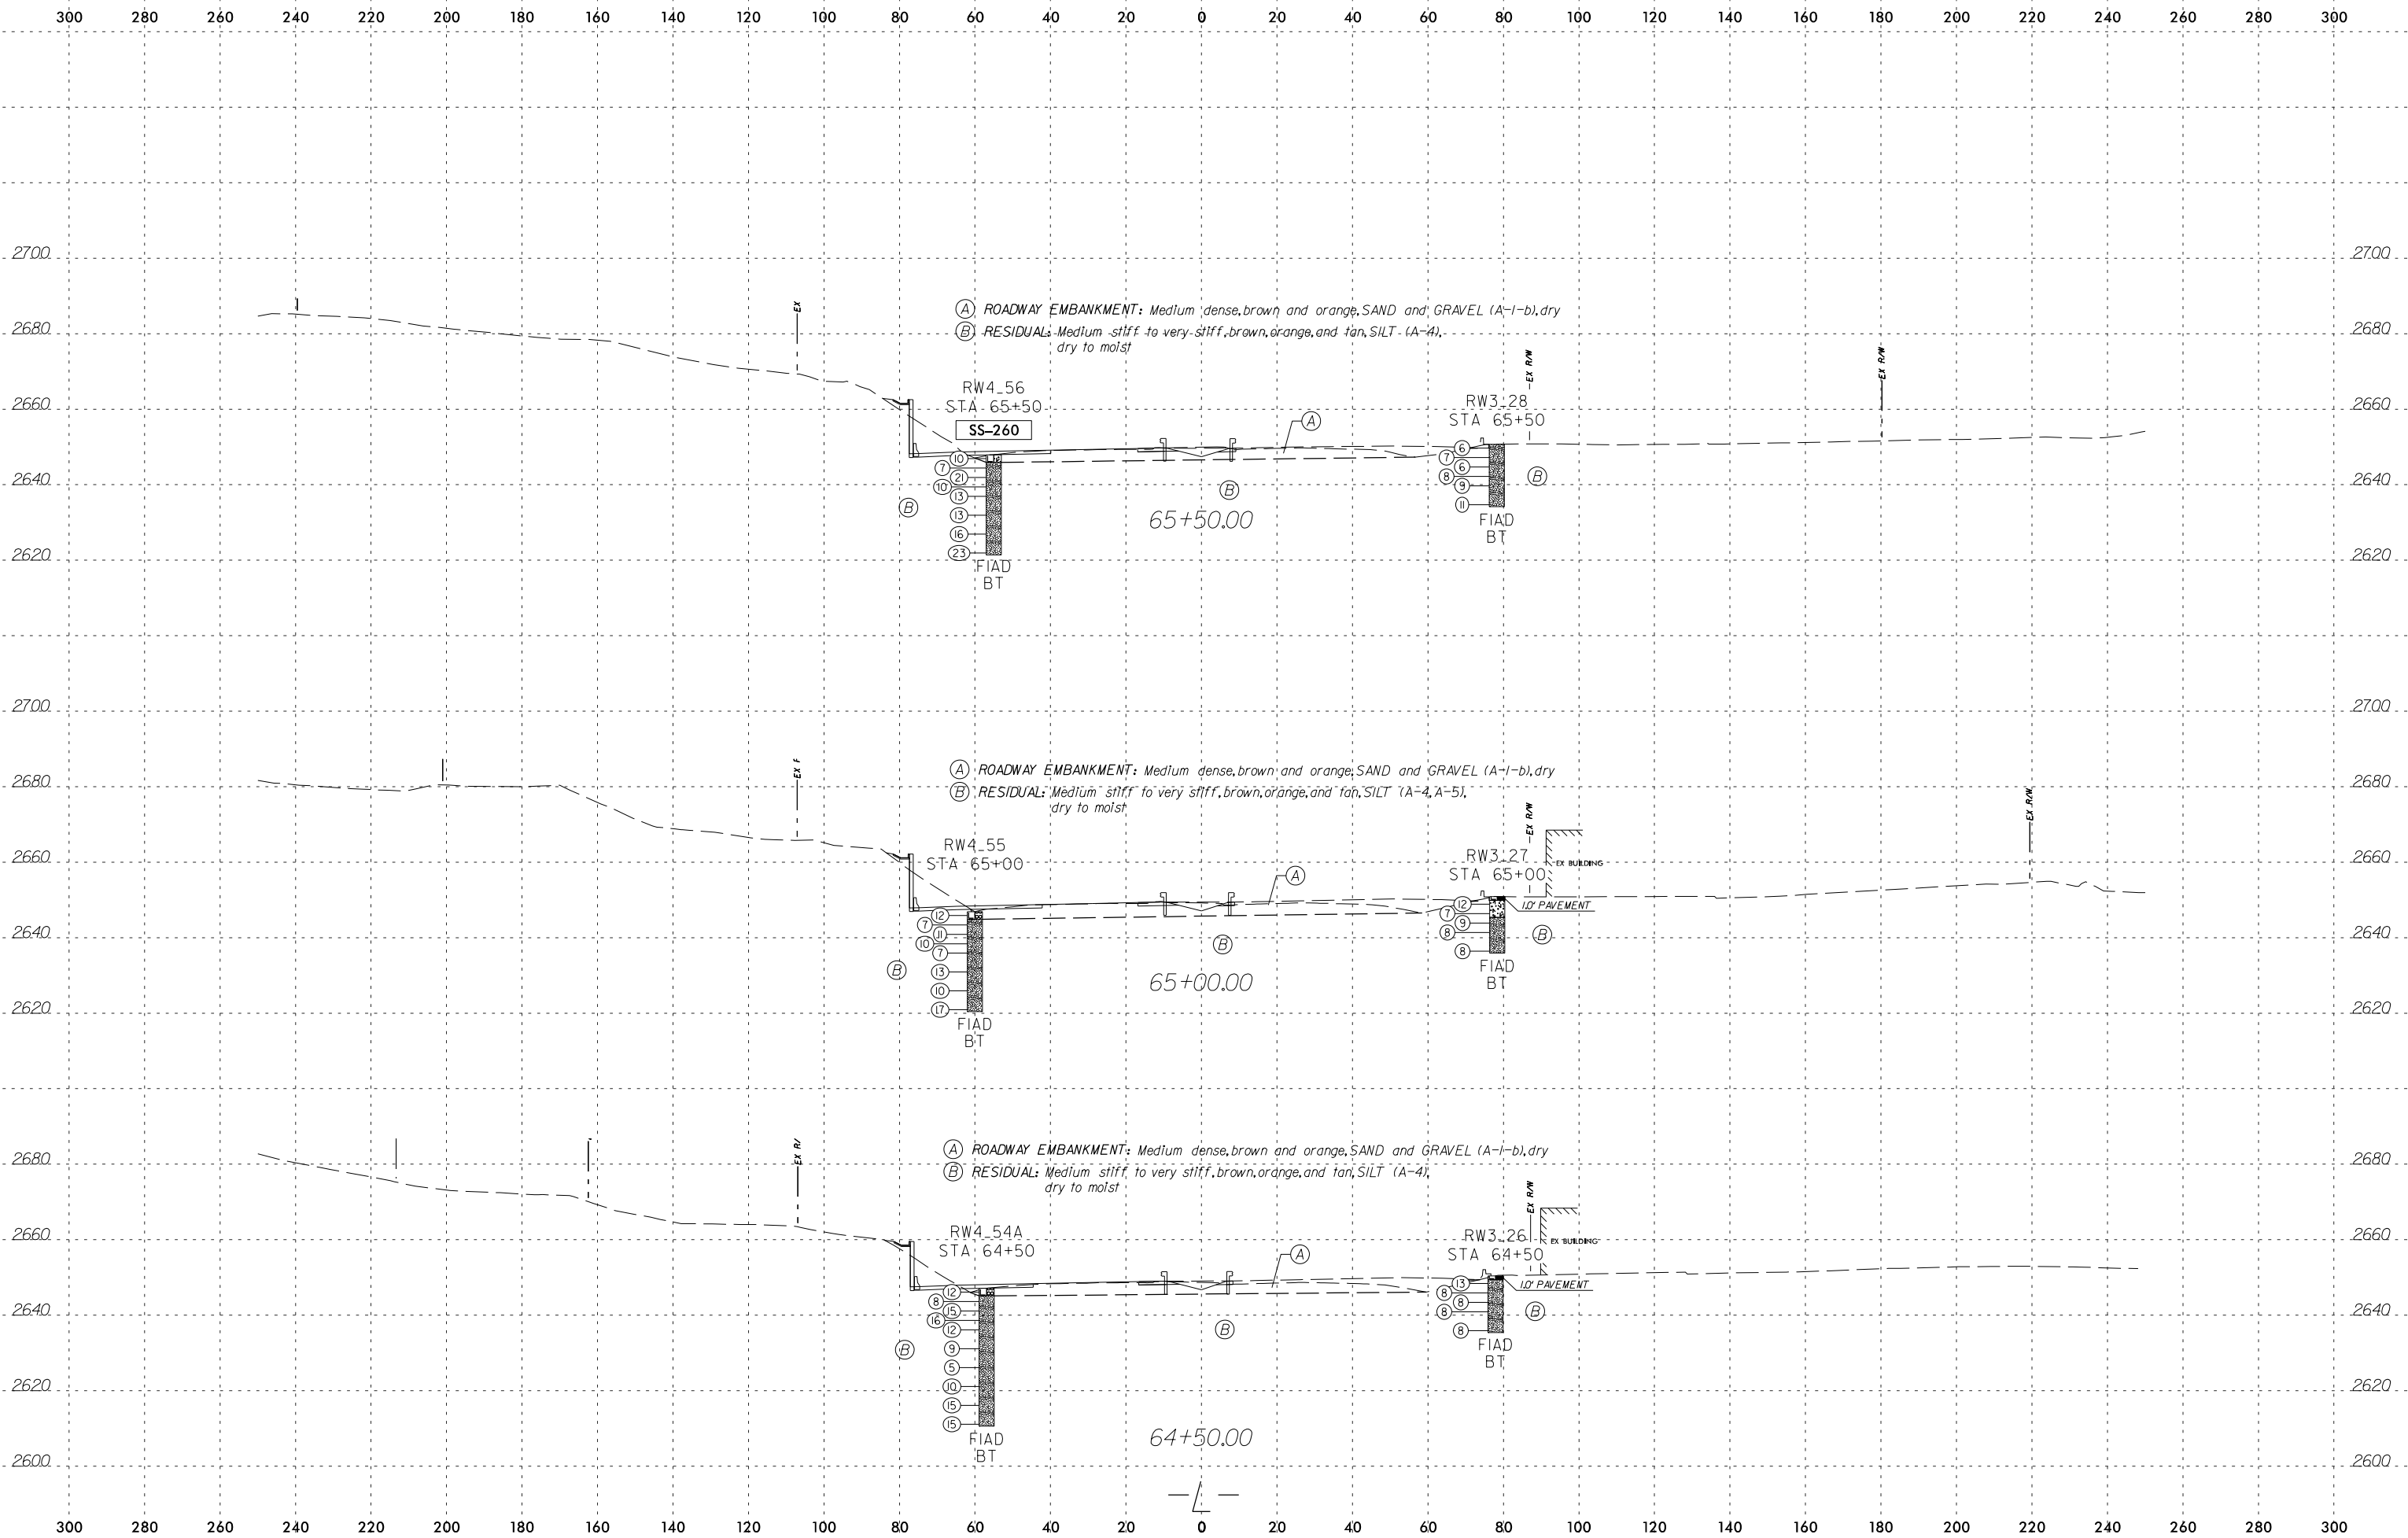 300 280 260 240 220 200 180 160 140 120 100 80 60 40 20 0 20 40 60 80 100 120 140 160 180 200 220 240 260 280 300
2700 2700
EX
A ROADWAY EMBANKMENT: Medium dense, brown and orange, SAND and GRAVEL (A-1-b), dry
2680 2680
B RESIDUAL: Medium stiff to very stiff, brown, orange, and tan, SILT (A-4),
dry to moist
EX R/W EX R/W
RW4_56
STA 65+50
SS-260
RW3_28
STA 65+50
2660 2660
A
10
7
21
10
13
13
16
23
6
7
6
8
9
11
2640 2640
B B B
65+50.00
FIAD
BT
FIAD
BT
2620 2620
2700 2700
EX F
A ROADWAY EMBANKMENT: Medium dense, brown and orange, SAND and GRAVEL (A-1-b), dry
2680 2680
B RESIDUAL: Medium stiff to very stiff, brown, orange, and tan, SILT (A-4, A-5),
dry to moist
EX R/W EX R/W
RW4_55
STA 65+00
RW3_27
STA 65+00
2660 2660
EX BUILDING
A
1.0' PAVEMENT
12
7
11
10
7
13
10
17
12
7
9
8
8
2640 2640
B B B
65+00.00
FIAD
BT
FIAD
BT
2620 2620
EX R/
A ROADWAY EMBANKMENT: Medium dense, brown and orange, SAND and GRAVEL (A-1-b), dry
2680 2680
B RESIDUAL: Medium stiff to very stiff, brown, orange, and tan, SILT (A-4),
dry to moist
EX R/W
RW4_54A
STA 64+50
RW3_26
STA 64+50
2660 2660
EX BUILDING
A
1.0' PAVEMENT
12
8
15
16
12
9
5
10
15
15
13
8
8
8
8
2640 2640
B B B
FIAD
BT
2620 2620
64+50.00
FIAD
BT
2600 2600
L
300 280 260 240 220 200 180 160 140 120 100 80 60 40 20 0 20 40 60 80 100 120 140 160 180 200 220 240 260 280 300